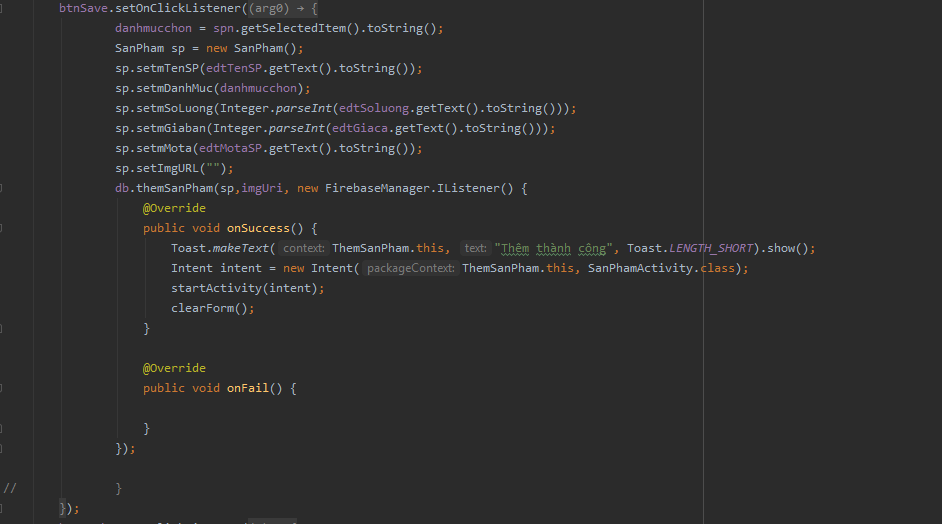 btnSave.setOnClickListener((arg0) → {
danhmucchon = spn.getSelectedItem().toString();
SanPham sp = new SanPham();
sp.setmTenSP(edtTenSP.getText().toString());
sp.setmDanhMuc(danhmucchon);
sp.setmSoLuong(Integer.parseInt(edtSoluong.getText().toString()));
sp.setmGiaban(Integer.parseInt(edtGiaca.getText().toString()));
sp.setmMota(edtMotaSP.getText().toString());
sp.setImgURL("");
db.themSanPham(sp,imgUri, new FirebaseManager.IListener() {
@Override
public void onSuccess() {
Toast.makeText( context: ThemSanPham.this, text: "Thêm thành công", Toast.LENGTH_SHORT).show();
Intent intent = new Intent( packageContext: ThemSanPham.this, SanPhamActivity.class);
startActivity(intent);
clearForm();
}
@Override
public void onFail() {
}
});
// }
});